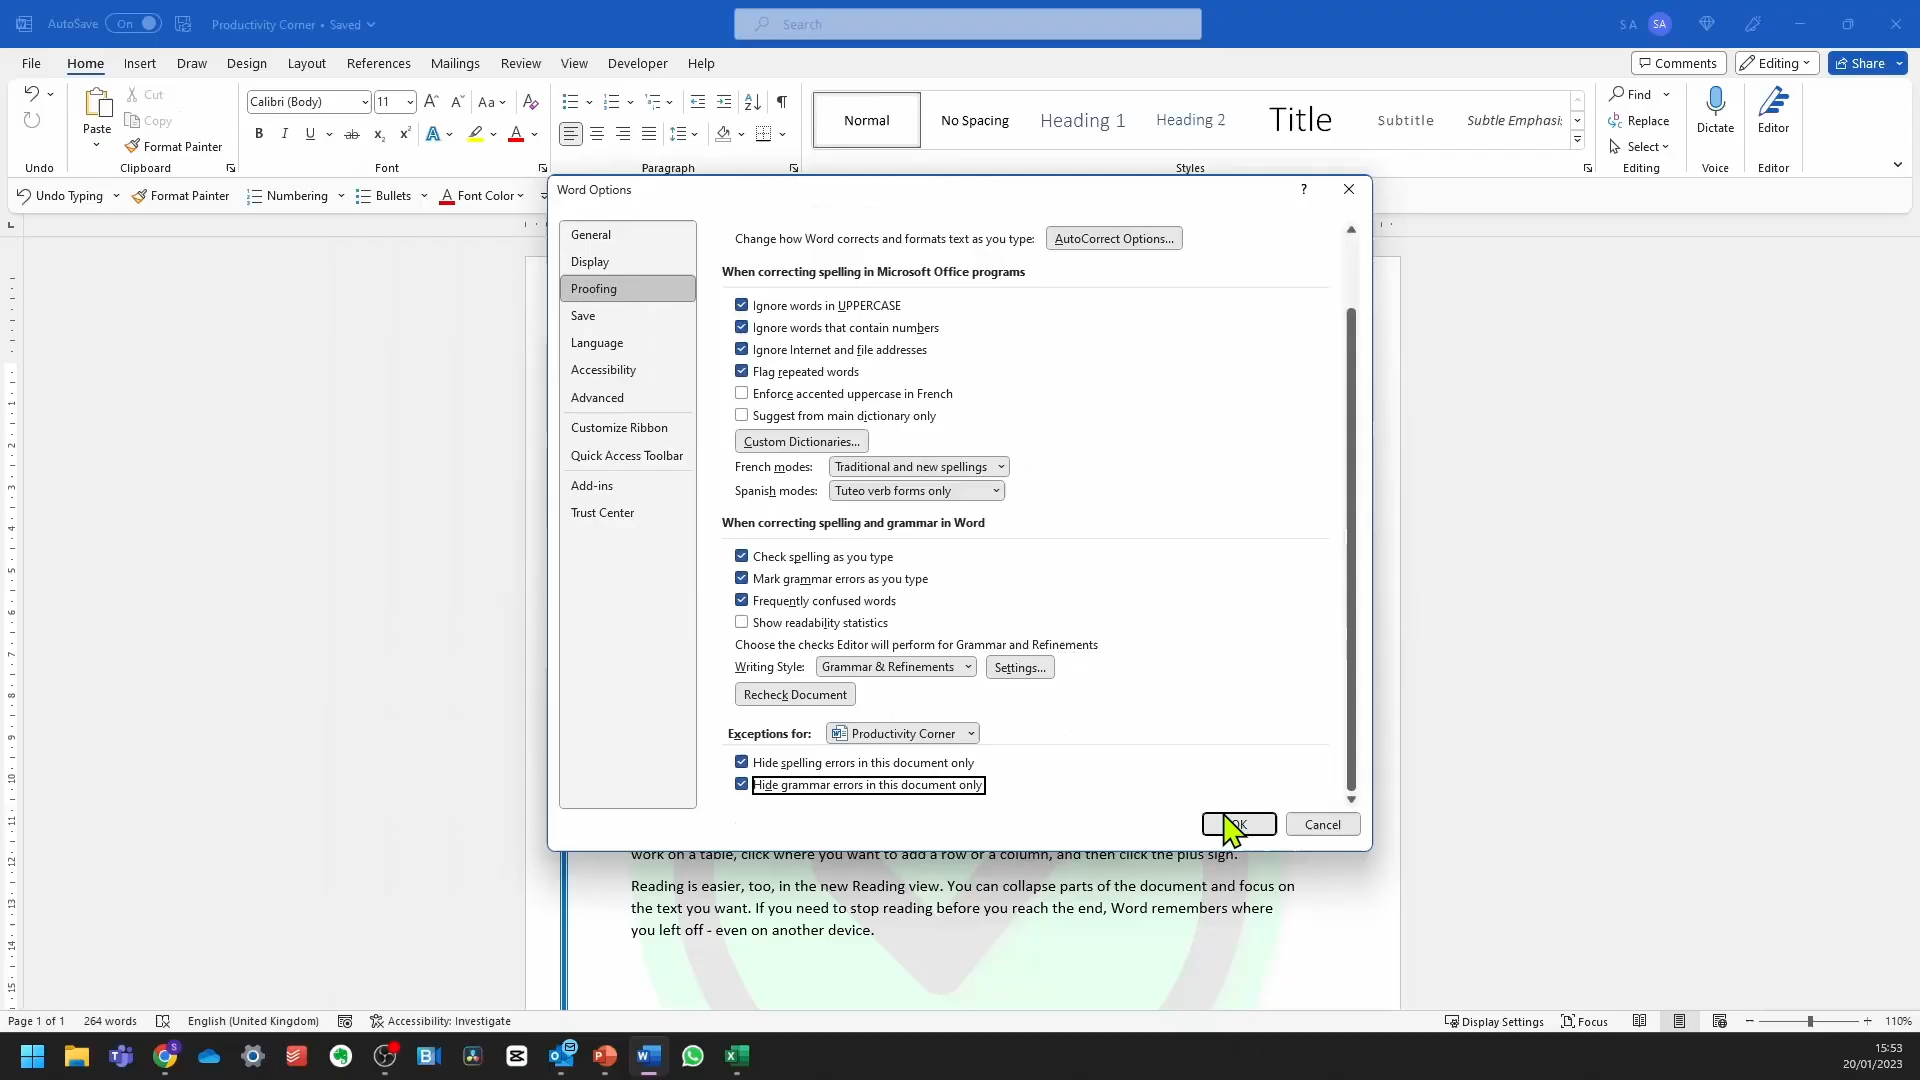 AutoSave On Productivity Corner • Saved Search S A SA
File Home Insert Draw Design Layout References Mailings Review View Developer Help Comments Editing Share
Paste Cut Copy Format Painter
Calibri (Body) 11
Normal No Spacing Heading 1 Heading 2 Title Subtitle Subtle Emphasis
Find Replace Select
Dictate Editor
Undo Clipboard Font Paragraph Styles Editing Voice Editor
Undo Typing Format Painter Numbering Bullets Font Color
Word Options
General
Display
Proofing
Save
Language
Accessibility
Advanced
Customize Ribbon
Quick Access Toolbar
Add-ins
Trust Center
Change how Word corrects and formats text as you type: AutoCorrect Options...
When correcting spelling in Microsoft Office programs
Ignore words in UPPERCASE
Ignore words that contain numbers
Ignore Internet and file addresses
Flag repeated words
Enforce accented uppercase in French
Suggest from main dictionary only
Custom Dictionaries...
French modes: Traditional and new spellings
Spanish modes: Tuteo verb forms only
When correcting spelling and grammar in Word
Check spelling as you type
Mark grammar errors as you type
Frequently confused words
Show readability statistics
Choose the checks Editor will perform for Grammar and Refinements
Writing Style: Grammar & Refinements Settings...
Recheck Document
Exceptions for: Productivity Corner
Hide spelling errors in this document only
Hide grammar errors in this document only
OK Cancel
work on a table, click where you want to add a row or a column, and then click the plus sign.
Reading is easier, too, in the new Reading view. You can collapse parts of the document and focus on
the text you want. If you need to stop reading before you reach the end, Word remembers where
you left off - even on another device.
Page 1 of 1 264 words English (United Kingdom) Accessibility: Investigate Display Settings Focus 110%
15:53
20/01/2023